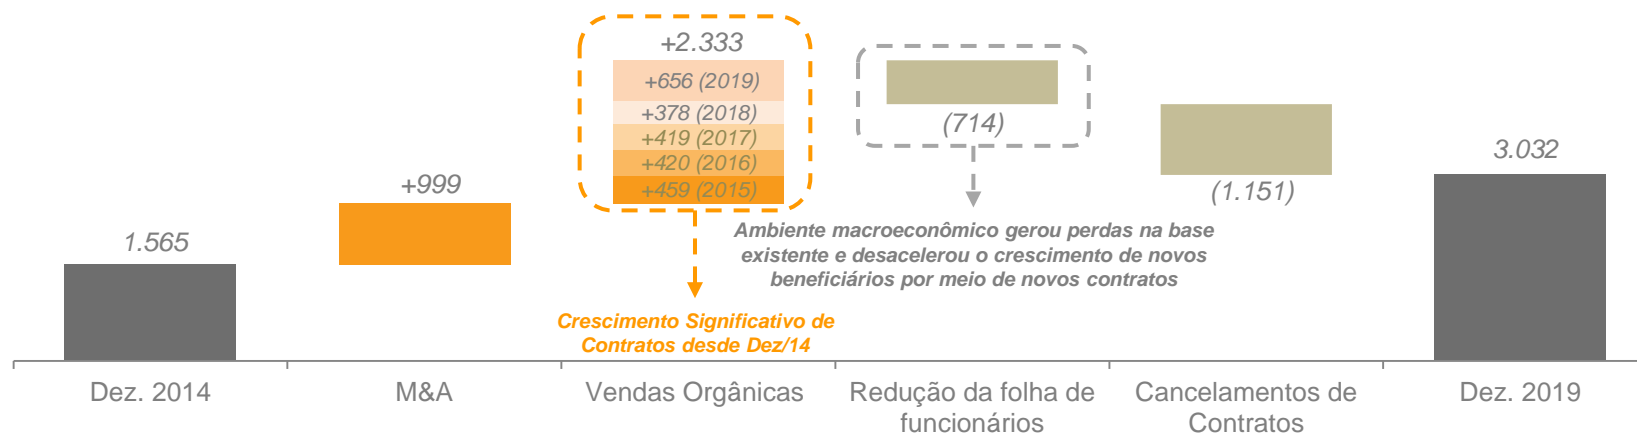 +2.333
+656 (2019)
+378 (2018)
+419 (2017)
+420 (2016)
+459 (2015)
(714)
3.032
+999
(1.151)
1.565
Ambiente macroeconômico gerou perdas na base
existente e desacelerou o crescimento de novos
beneficiários por meio de novos contratos
Crescimento Significativo de
Contratos desde Dez/14
Dez. 2014
M&A
Vendas Orgânicas
Redução da folha de
funcionários
Cancelamentos de
Contratos
Dez. 2019